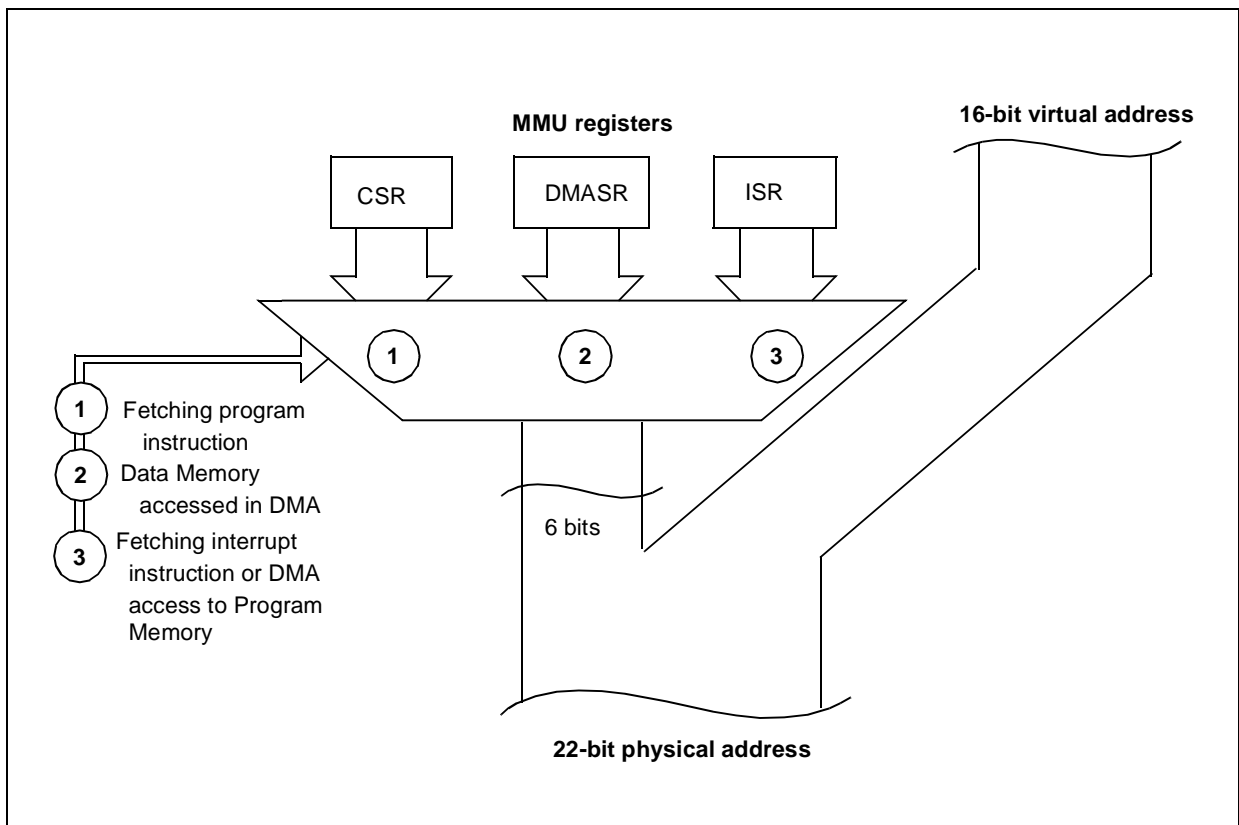 16-bit virtual address
MMU registers
CSR
DMASR
ISR
1
2
3
1
Fetching program
instruction
2
Data Memory
accessed in DMA
3
Fetching interrupt
instruction or DMA
access to Program
Memory
6 bits
22-bit physical address